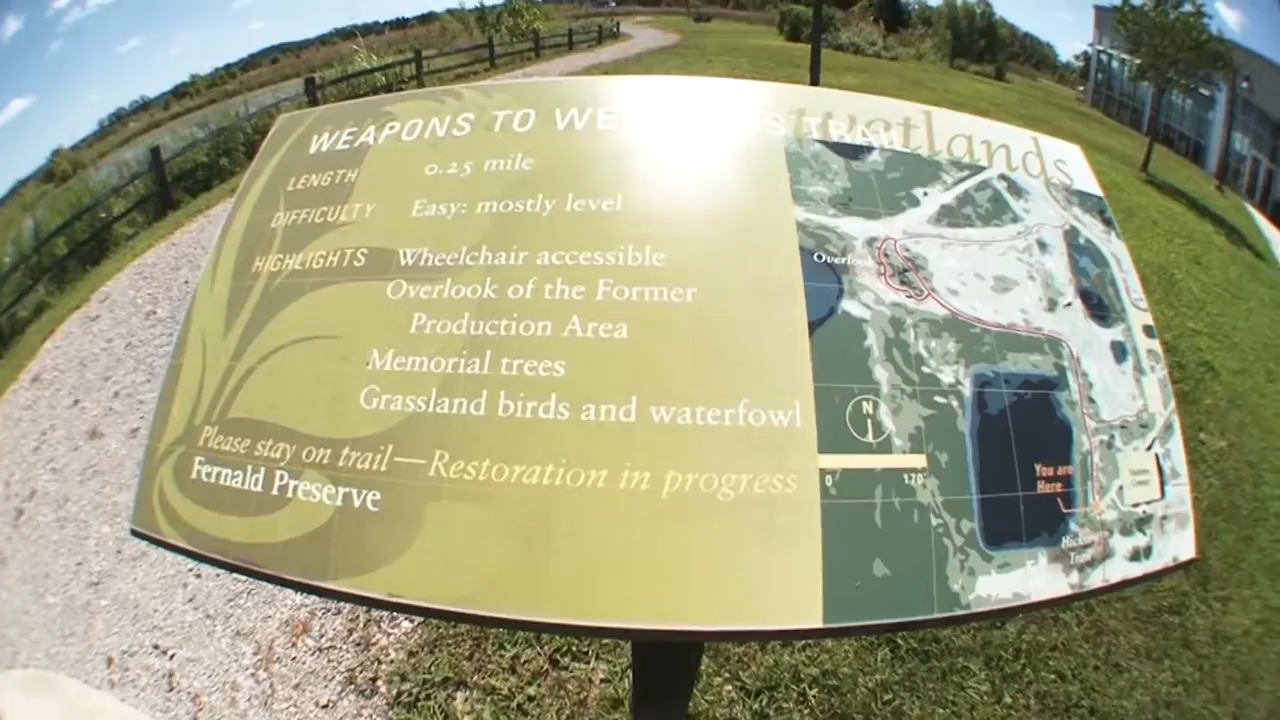 WEAPONS TO WE S TRAIL
wetlands
LENGTH 0.25 mile
DIFFICULTY Easy: mostly level
HIGHLIGHTS Wheelchair accessible
Overlook of the Former
Production Area
Memorial trees
Grassland birds and waterfowl
Please stay on trail—Restoration in progress
Fernald Preserve
Overlook
N
0 170
You are
Here